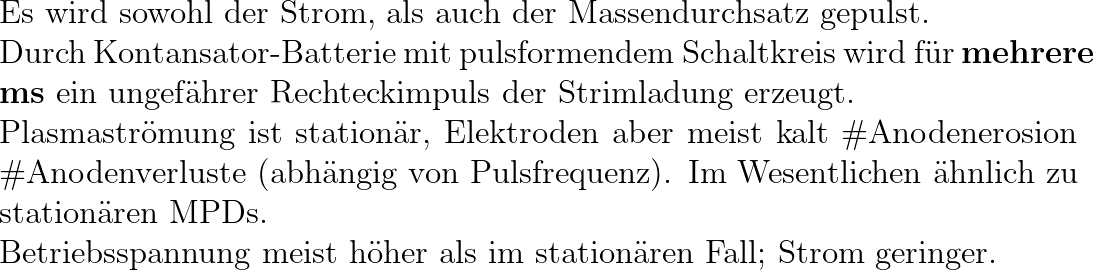 Es wird sowohl der Strom, als auch der Massendurchsatz gepulst.
Durch Kontansator-Batterie mit pulsformendem Schaltkreis wird für mehrere
ms ein ungefährer Rechteckimpuls der Strimladung erzeugt.
Plasmaströmung ist stationär, Elektroden aber meist kalt #Anodenerosion
#Anodenverluste (abhängig von Pulsfrequenz). Im Wesentlichen ähnlich zu
stationären MPDs.
Betriebsspannung meist höher als im stationären Fall; Strom geringer.